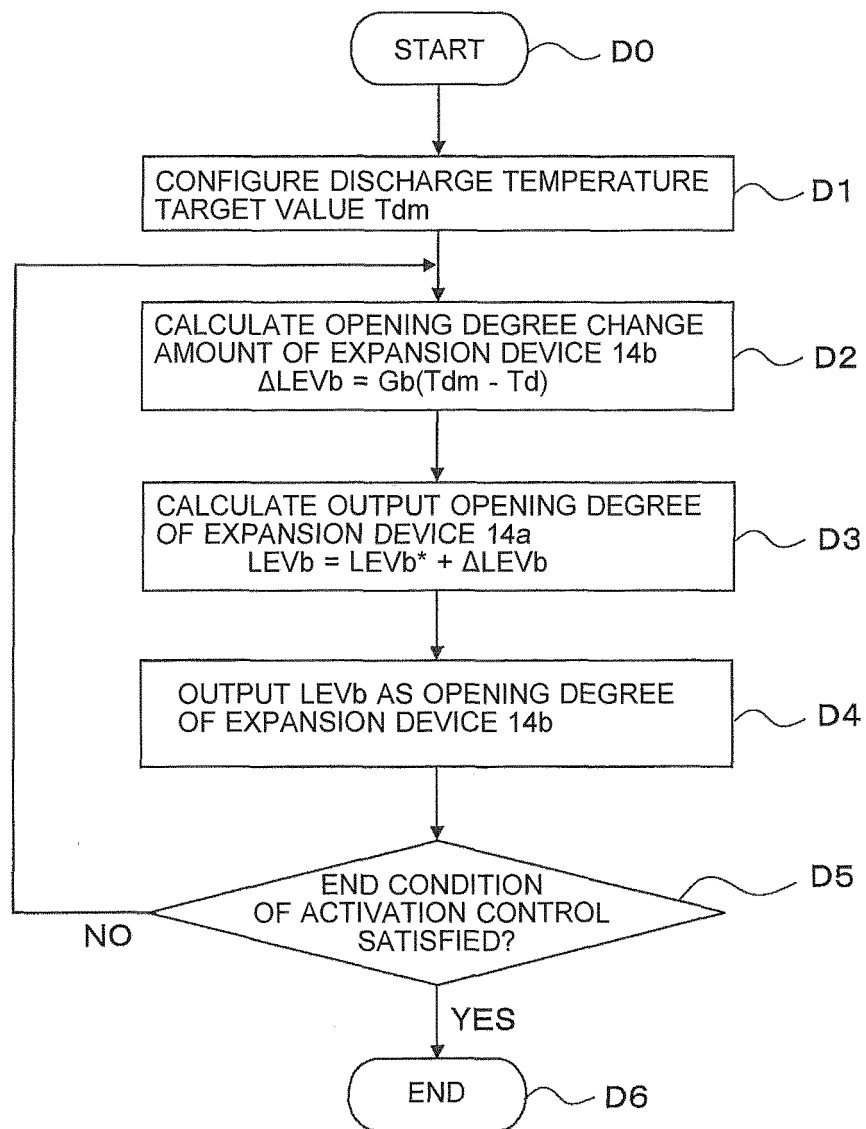 START
D0
CONFIGURE DISCHARGE TEMPERATURE
TARGET VALUE Tdm
D1
CALCULATE OPENING DEGREE CHANGE
AMOUNT OF EXPANSION DEVICE 14b
ΔLEVb = Gb(Tdm - Td)
D2
CALCULATE OUTPUT OPENING DEGREE
OF EXPANSION DEVICE 14a
LEVb = LEVb* + ΔLEVb
D3
OUTPUT LEVb AS OPENING DEGREE
OF EXPANSION DEVICE 14b
D4
END CONDITION
OF ACTIVATION CONTROL
SATISFIED?
D5
NO
YES
END
D6